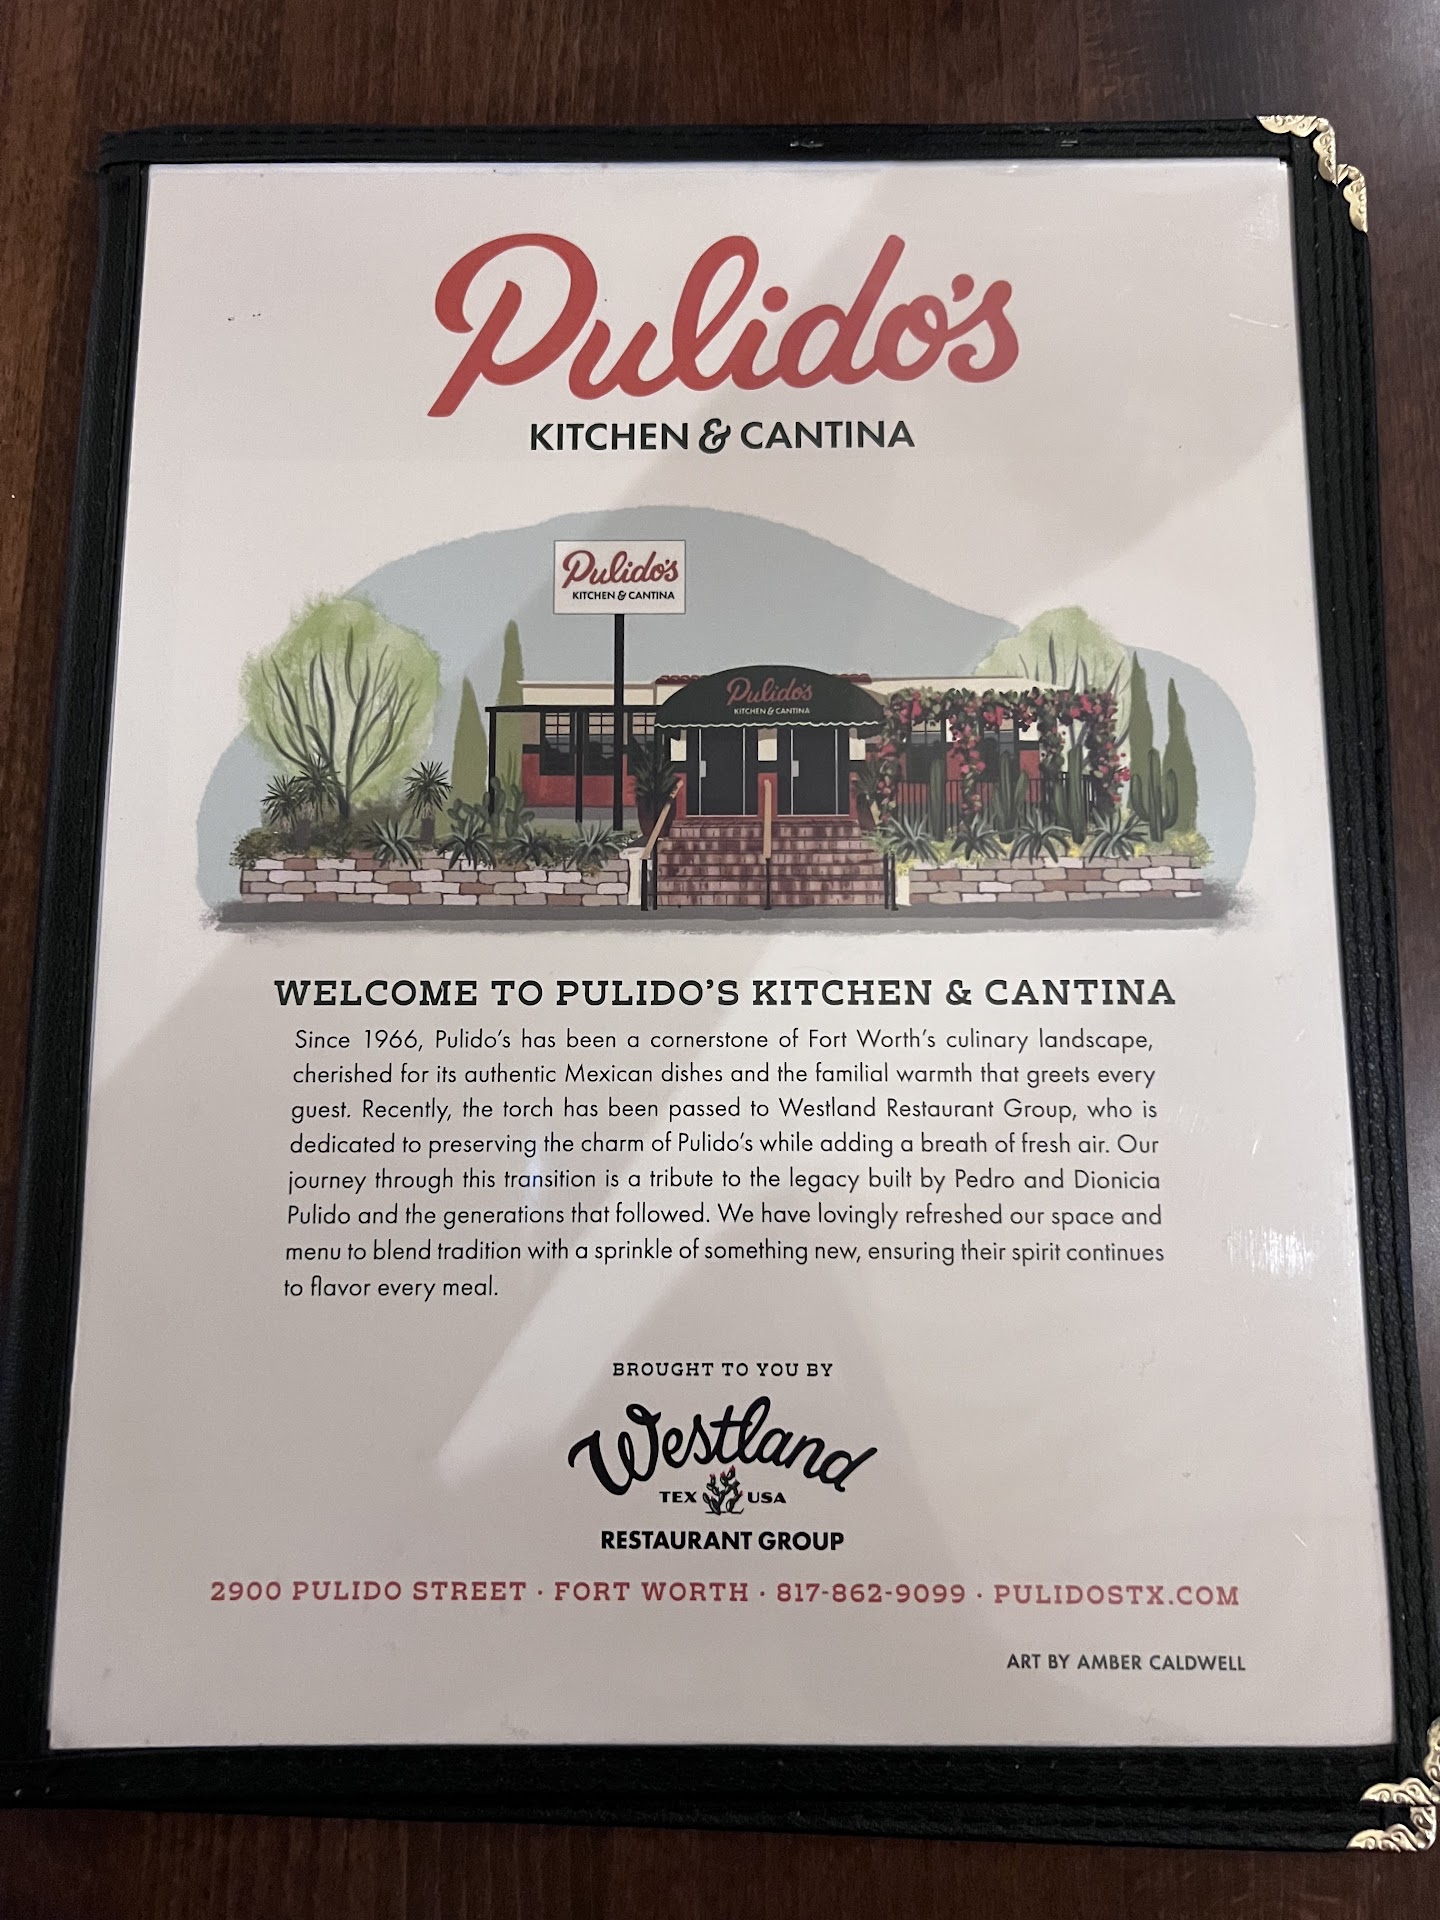 Pulido's
KITCHEN & CANTINA
Pulido's
KITCHEN & CANTINA
Pulido's
KITCHEN & CANTINA
WELCOME TO PULIDO'S KITCHEN & CANTINA
Since 1966, Pulido's has been a cornerstone of Fort Worth's culinary landscape,
cherished for its authentic Mexican dishes and the familial warmth that greets every
guest. Recently, the torch has been passed to Westland Restaurant Group, who is
dedicated to preserving the charm of Pulido's while adding a breath of fresh air. Our
journey through this transition is a tribute to the legacy built by Pedro and Dionicia
Pulido and the generations that followed. We have lovingly refreshed our space and
menu to blend tradition with a sprinkle of something new, ensuring their spirit continues
to flavor every meal.
BROUGHT TO YOU BY
Westland
TEX USA
RESTAURANT GROUP
2900 PULIDO STREET · FORT WORTH · 817-862-9099 · PULIDOSTX.COM
ART BY AMBER CALDWELL